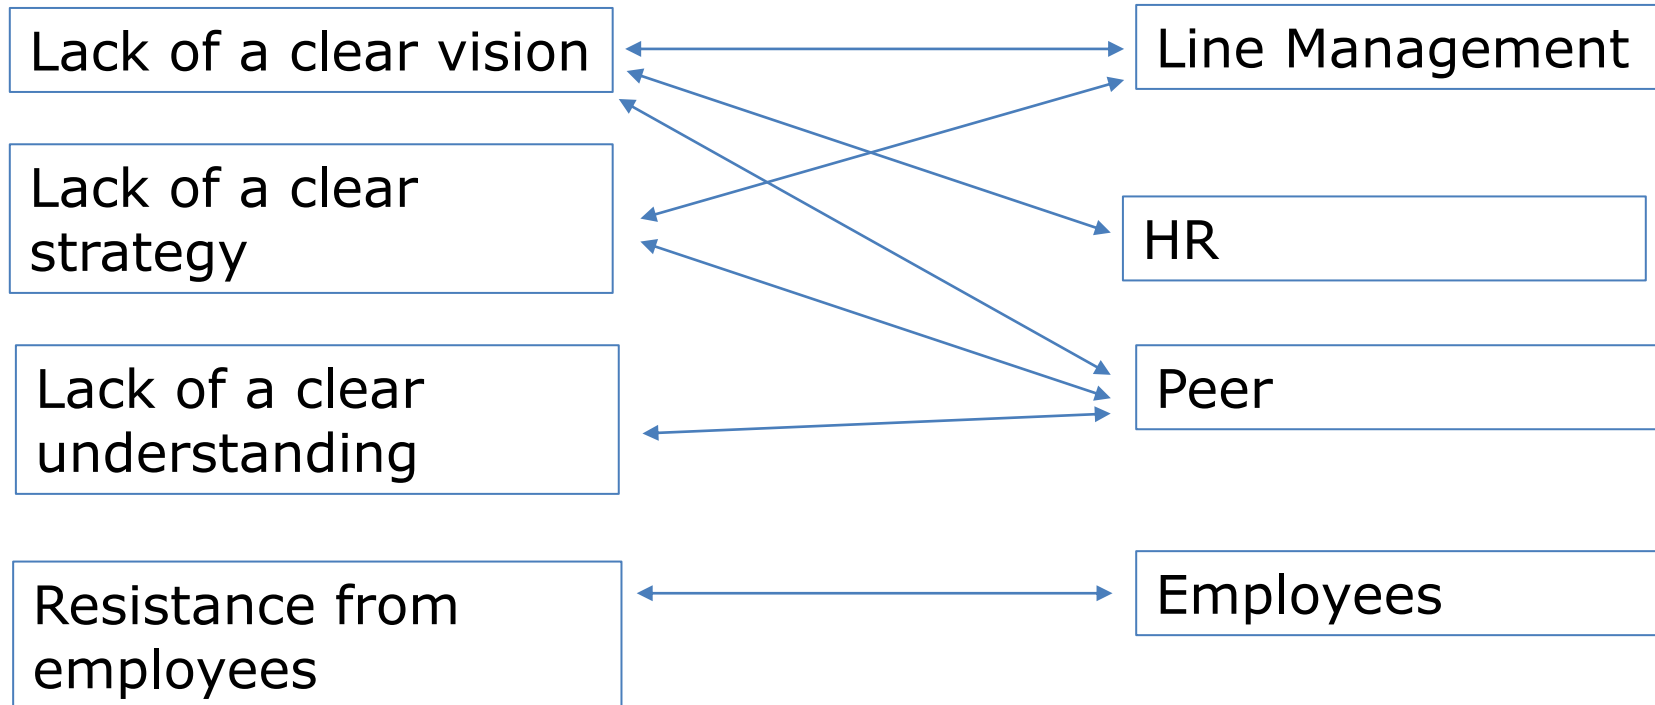 Lack of a clear vision
Line Management
Lack of a clear
strategy
HR
Lack of a clear
understanding
Peer
Resistance from
employees
Employees